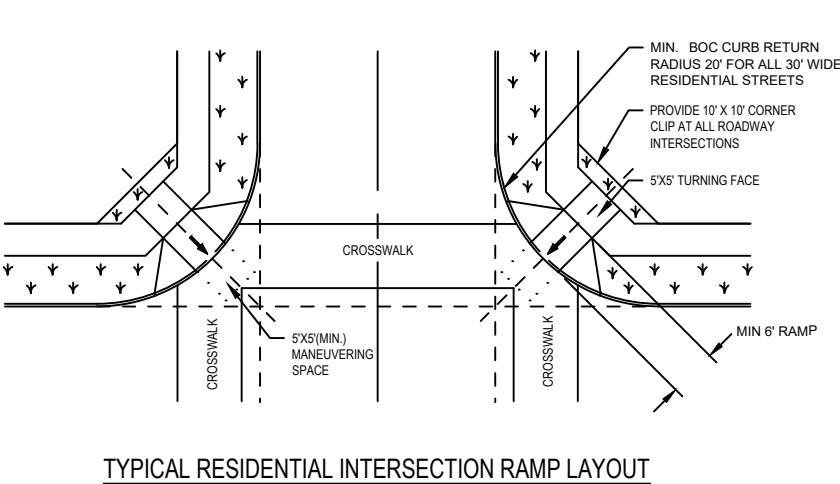 MIN. BOC CURB RETURN
RADIUS 20' FOR ALL 30' WIDE
RESIDENTIAL STREETS
PROVIDE 10' X 10' CORNER
CLIP AT ALL ROADWAY
INTERSECTIONS
5'X5' TURNING FACE
CROSSWALK
CROSSWALK
5'X5'(MIN.)
MANEUVERING
SPACE
CROSSWALK
MIN 6' RAMP
TYPICAL RESIDENTIAL INTERSECTION RAMP LAYOUT